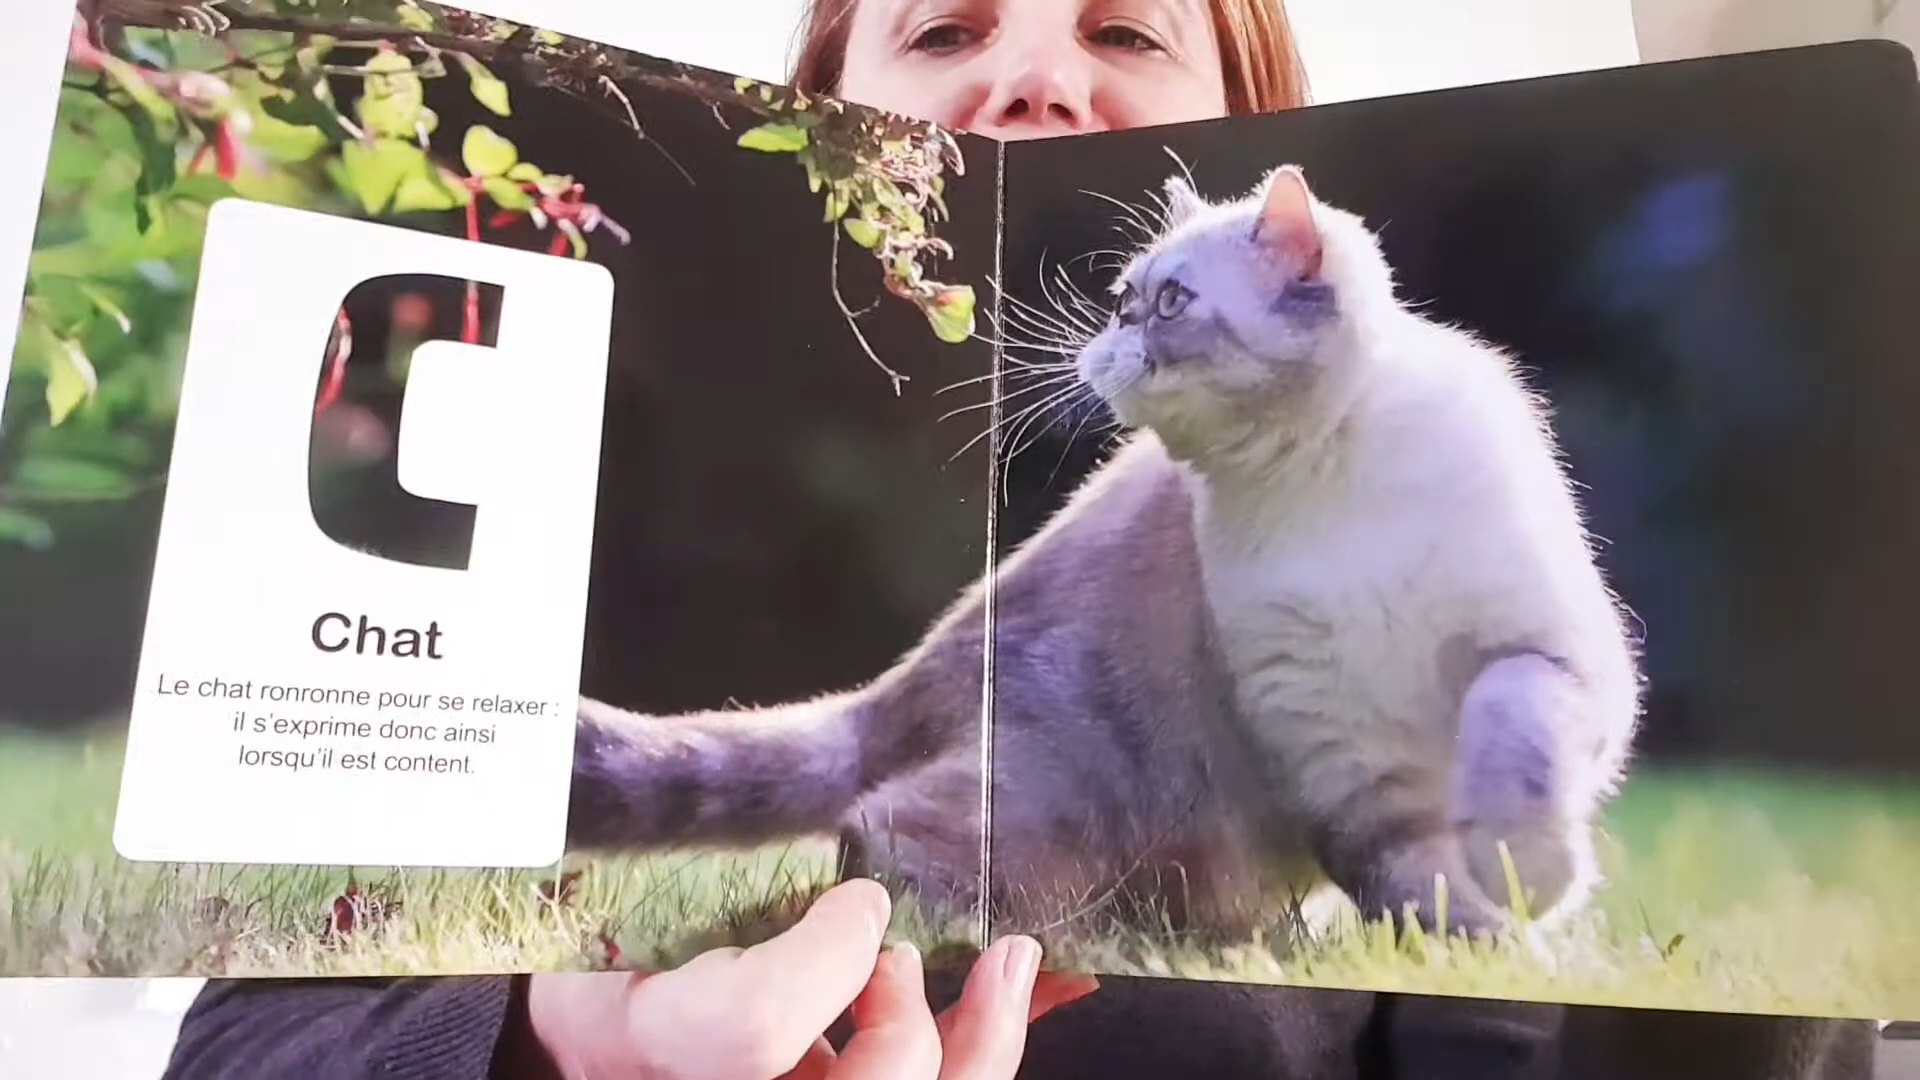 C
Chat
Le chat ronronne pour se relaxer :
il s'exprime donc ainsi
lorsqu'il est content.